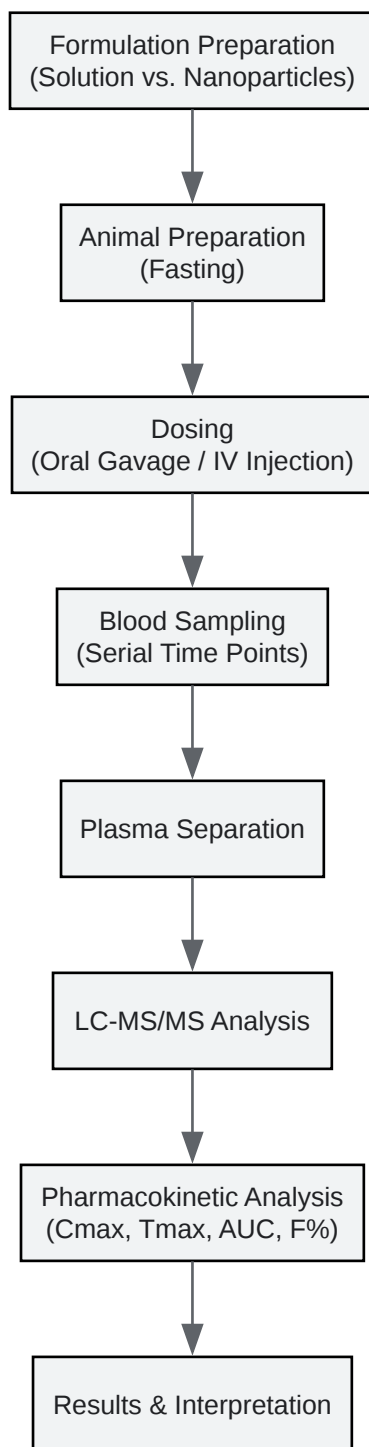 Formulation Preparation
(Solution vs. Nanoparticles)
Animal Preparation
(Fasting)
Dosing
(Oral Gavage / IV Injection)
Blood Sampling
(Serial Time Points)
Plasma Separation
LC-MS/MS Analysis
Pharmacokinetic Analysis
(Cmax, Tmax, AUC, F%)
Results & Interpretation